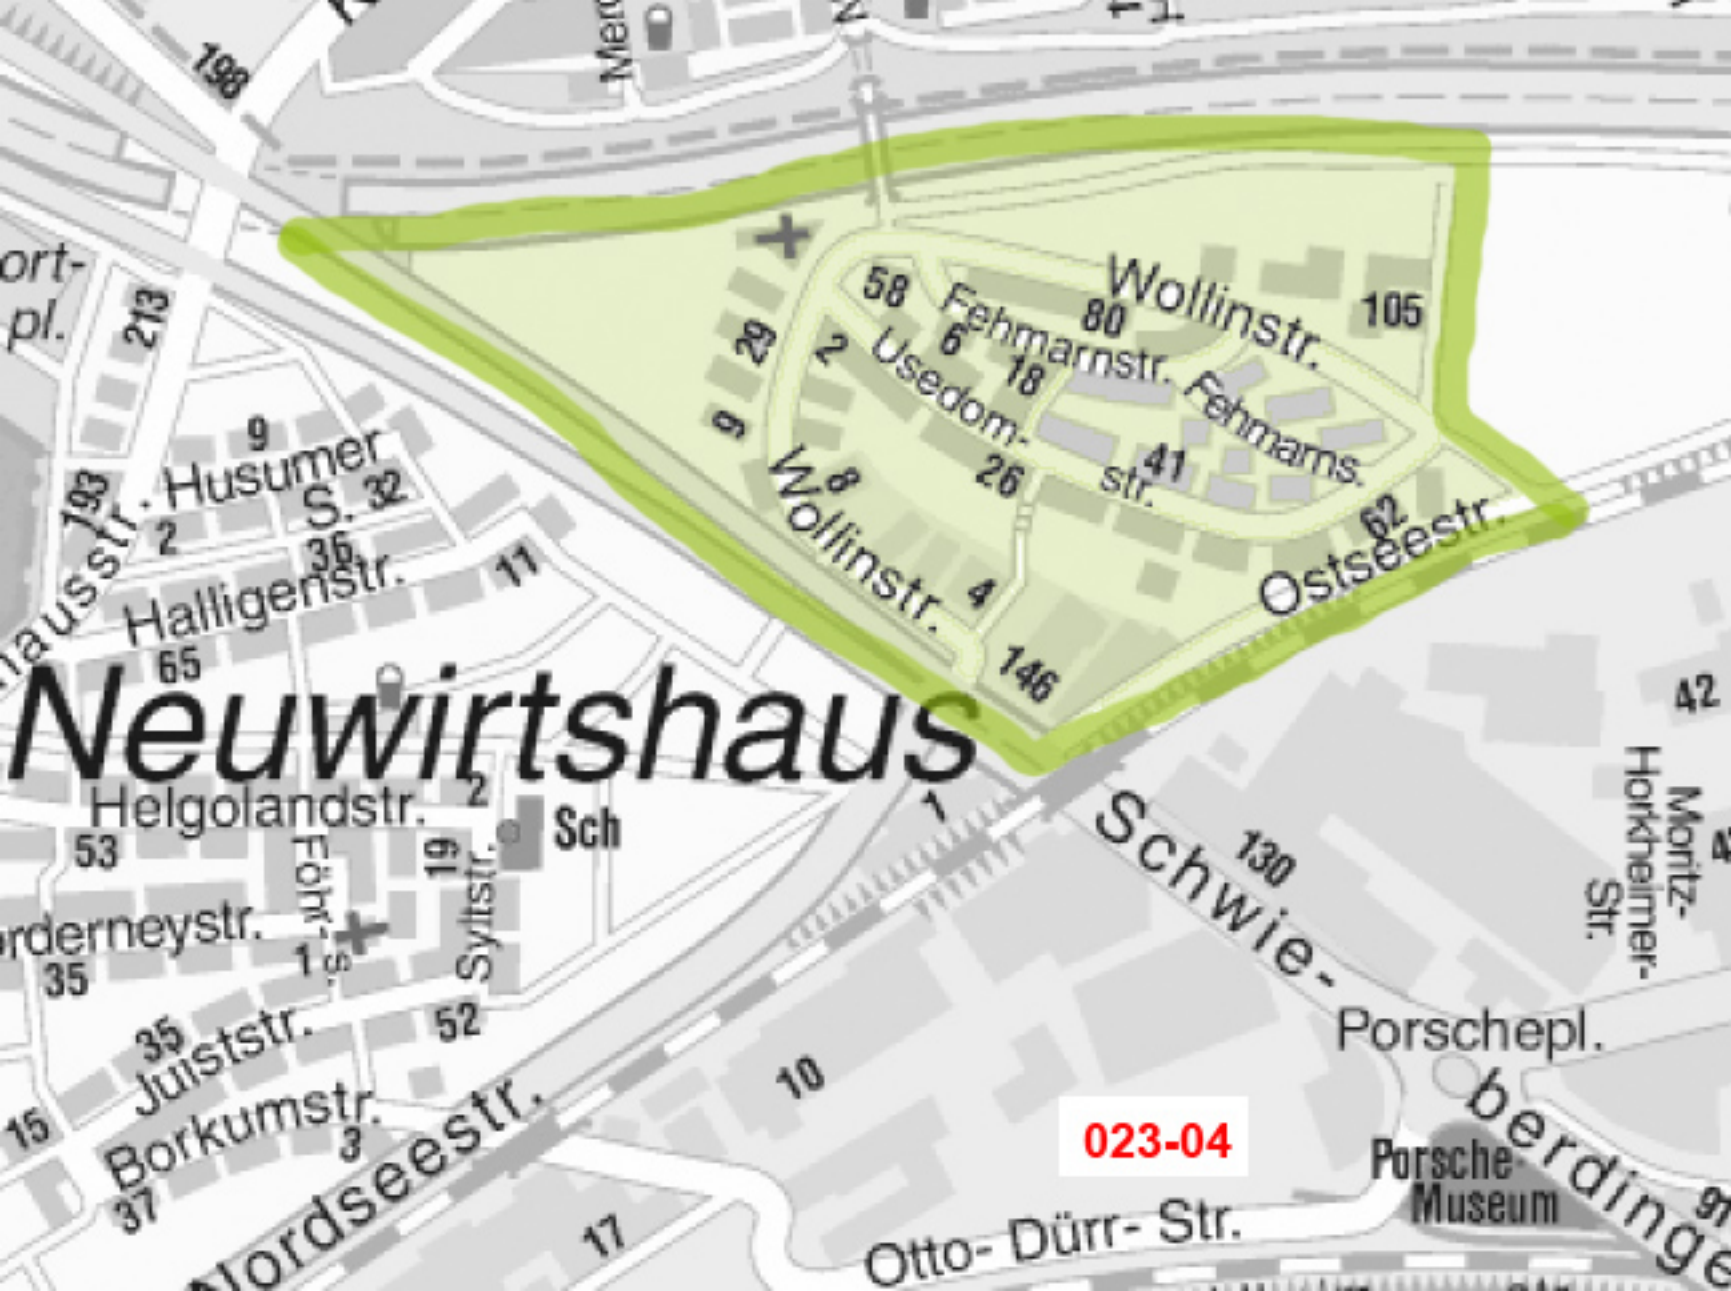 198
Merc
ort-
pl.
213
58
Wollinstr.
105
80
Fehmarnstr.
6
29
2
Usedom-
18
Fehmarns.
9
9
Husumer
S.
32
Wollinstr.
8
26
str.
41
62
Ostseestr.
193
2
36
Halligenstr.
11
hausstr.
65
4
146
Neuwirtshaus
42
Helgolandstr.
2
Sch
53
19
Föhr-
s.
Syltstr.
1
Schwie-
130
Moritz-
Horkheimer-
Str.
orderneystr.
35
1
35
Juiststr.
52
Porschepl.
berdinge
15
Borkumstr.
3
10
023-04
Porsche-
Museum
37
Nordseestr.
17
Otto- Dürr- Str.